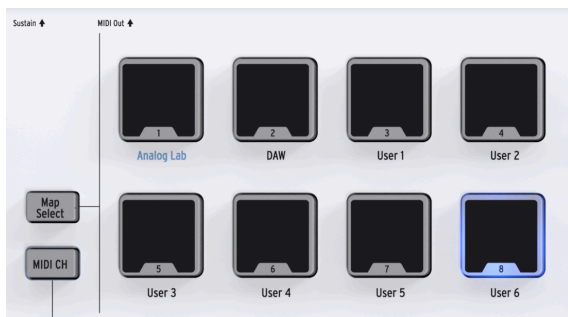 Sustain
MIDI Out
1
2
3
4
Analog Lab
DAW
User 1
User 2
Map
Select
MIDI CH
5
6
7
8
User 3
User 4
User 5
User 6